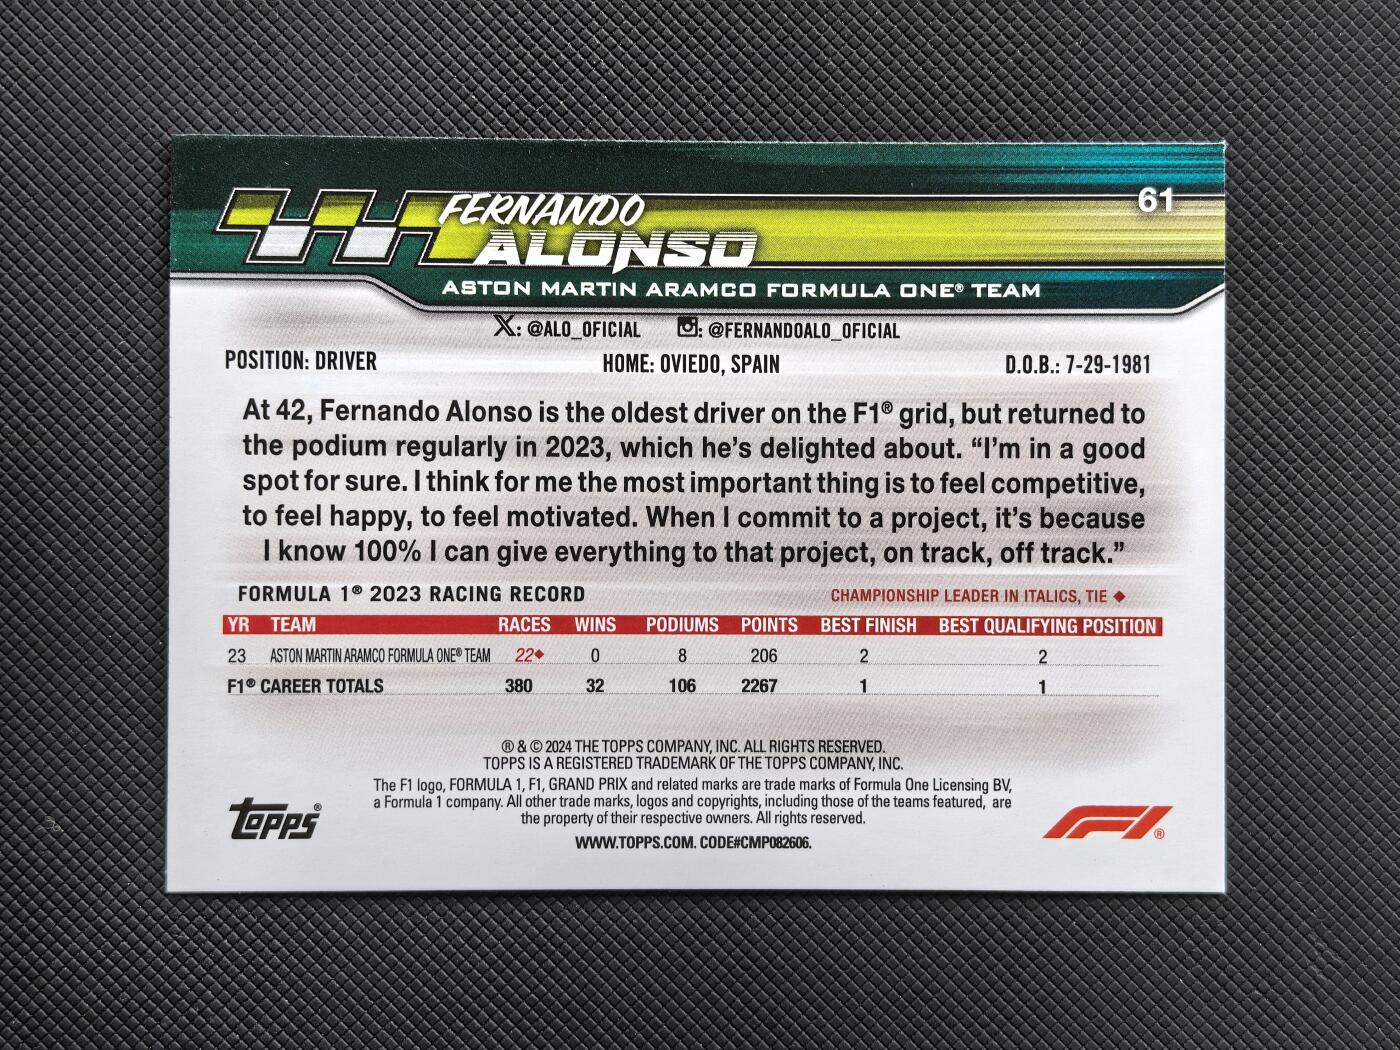 61
FERNANDO
ALONSO
ASTON MARTIN ARAMCO FORMULA ONE® TEAM
X: @ALO_OFICIAL : @FERNANDOALO_OFICIAL
POSITION: DRIVER HOME: OVIEDO, SPAIN D.O.B.: 7-29-1981
At 42, Fernando Alonso is the oldest driver on the F1® grid, but returned to
the podium regularly in 2023, which he's delighted about. “I'm in a good
spot for sure. I think for me the most important thing is to feel competitive,
to feel happy, to feel motivated. When I commit to a project, it's because
I know 100% I can give everything to that project, on track, off track.”
FORMULA 1® 2023 RACING RECORD CHAMPIONSHIP LEADER IN ITALICS, TIE ◆
YR TEAM RACES WINS PODIUMS POINTS BEST FINISH BEST QUALIFYING POSITION
23 ASTON MARTIN ARAMCO FORMULA ONE® TEAM 22◆ 0 8 206 2 2
F1® CAREER TOTALS 380 32 106 2267 1 1
® & © 2024 THE TOPPS COMPANY, INC. ALL RIGHTS RESERVED.
TOPPS IS A REGISTERED TRADEMARK OF THE TOPPS COMPANY, INC.
The F1 logo, FORMULA 1, F1, GRAND PRIX and related marks are trade marks of Formula One Licensing BV,
a Formula 1 company. All other trade marks, logos and copyrights, including those of the teams featured, are
the property of their respective owners. All rights reserved.
WWW.TOPPS.COM. CODE#CMP082606.
Topps®
F1®